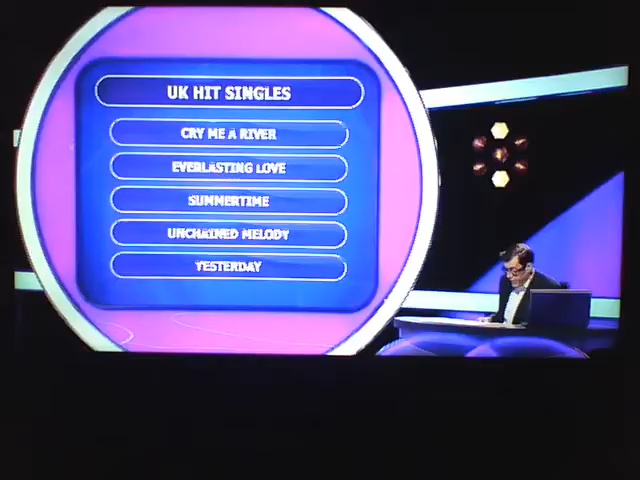 UK HIT SINGLES
CRY ME A RIVER
EVERLASTING LOVE
SUMMERTIME
UNCHAINED MELODY
YESTERDAY